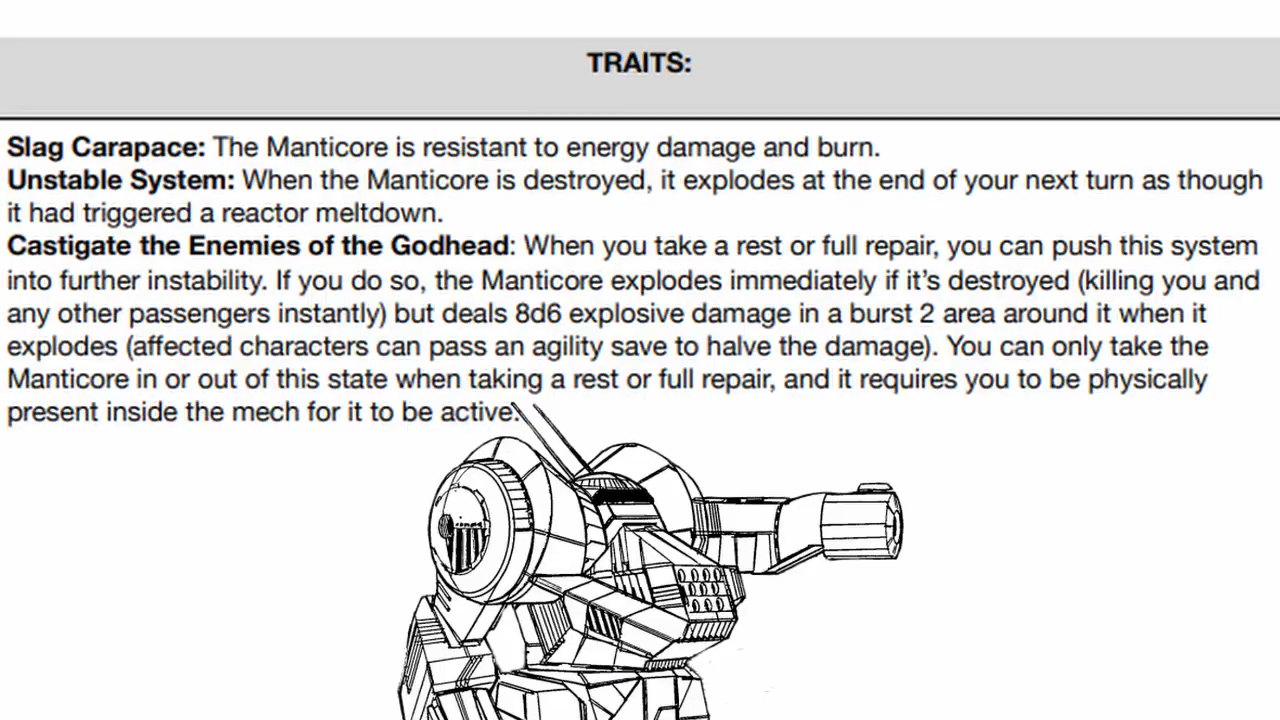 TRAITS:
Slag Carapace: The Manticore is resistant to energy damage and burn.
Unstable System: When the Manticore is destroyed, it explodes at the end of your next turn as though
it had triggered a reactor meltdown.
Castigate the Enemies of the Godhead: When you take a rest or full repair, you can push this system
into further instability. If you do so, the Manticore explodes immediately if it’s destroyed (killing you and
any other passengers instantly) but deals 8d6 explosive damage in a burst 2 area around it when it
explodes (affected characters can pass an agility save to halve the damage). You can only take the
Manticore in or out of this state when taking a rest or full repair, and it requires you to be physically
present inside the mech for it to be active.